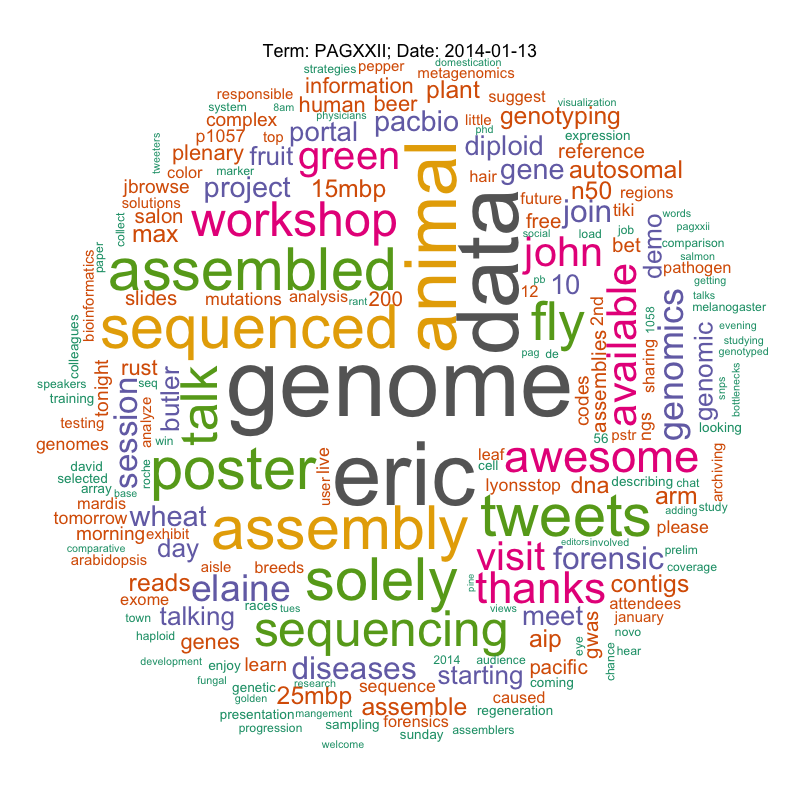 Term: PAGXXII; Date: 2014-01-13
domestication
strategies
pepper
metagenomics
responsible
information
plant
suggest
visualization
system
8am
human
beer
genotyping
physicians
complex
portal
pacbio
little
phd
expression
tweeters
p1057
top
diploid
reference
plenary
fruit
green
animal
hair
gene
autosomal
color
marker
jbrowse
project
15mbp
data
future
n50
regions
solutions
collect
salon
workshop
free
join
tiki
words
max
social
load
job
pagxxii
bet
demo
comparison
paper
bioinformatics
assembled
john
salmon
pathogen
getting
slides
mutations
analysis
rant
200
12
pb
10
talks
melanogaster
sequenced
fly
2nd
available
sharing
1058
genomics
evening
studying
genotyped
colleagues
pag
de
assemblies
genomic
snps
bottlenecks
rust
genome
tonight
speakers
training
seq
talk
butler
analyze
codes
testing
win
session
56
pstr
ngs
looking
genomes
david
selected
array
base
roche
poster
user
live
eric
leaf
cell
awesome
lyonsstop
dna
describing
chat
archiving
mardis
arm
adding
study
tomorrow
wheat
assembly
tweets
please
morning
exhibit
day
comparative
arabidopsis
visit
editors
involved
forensic
prelim
coverage
aisle
breeds
reads
elaine
solely
pine
thanks
contigs
exome
races
tues
views
attendees
town
talking
meet
january
haploid
genes
sequencing
aip
gwas
novo
eye
hear
development
enjoy
learn
diseases
2014
audience
starting
pacific
coming
chance
fungal
genetic
golden
research
25mbp
sequence
assemble
caused
regeneration
presentation
mangement
sampling
forensics
progression
sunday
assemblers
welcome